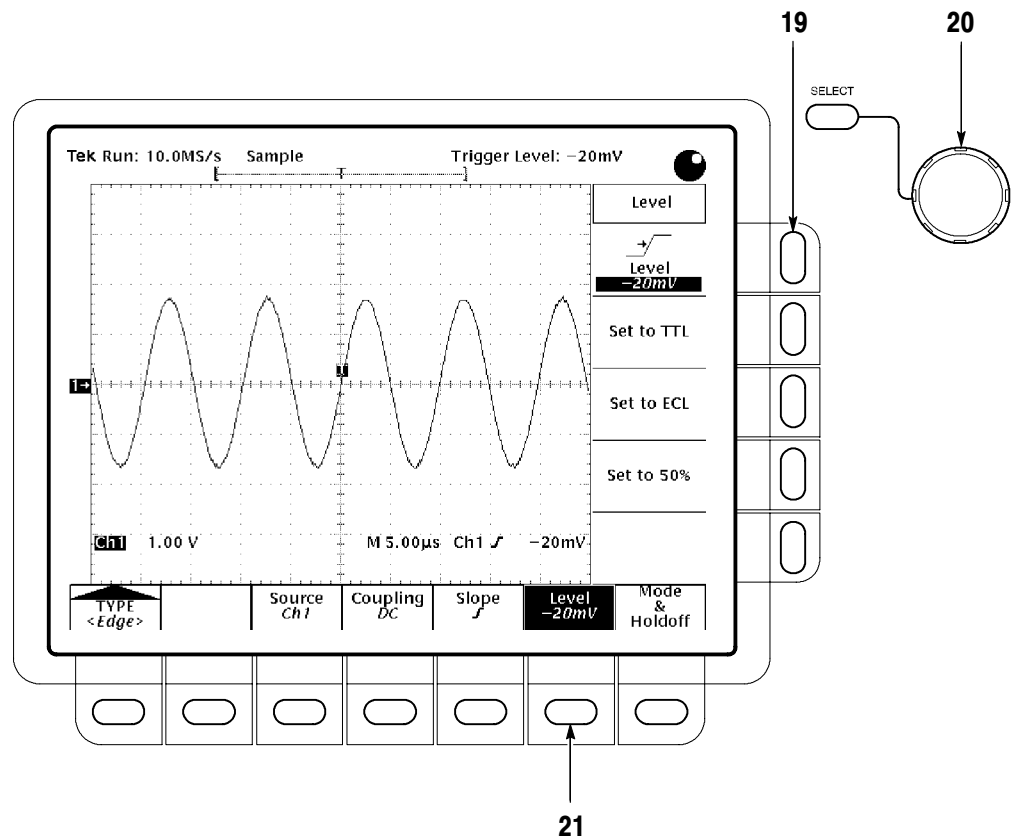 19
20
SELECT
Tek Run: 10.0MS/s Sample Trigger Level: −20mV
T
Level
Level
−20mV
Set to TTL
1→
Set to ECL
Set to 50%
Ch1 1.00 V M 5.00µs Ch1 −20mV
TYPE
<Edge>
Source
Ch1
Coupling
DC
Slope
Level
−20mV
Mode
&
Holdoff
21